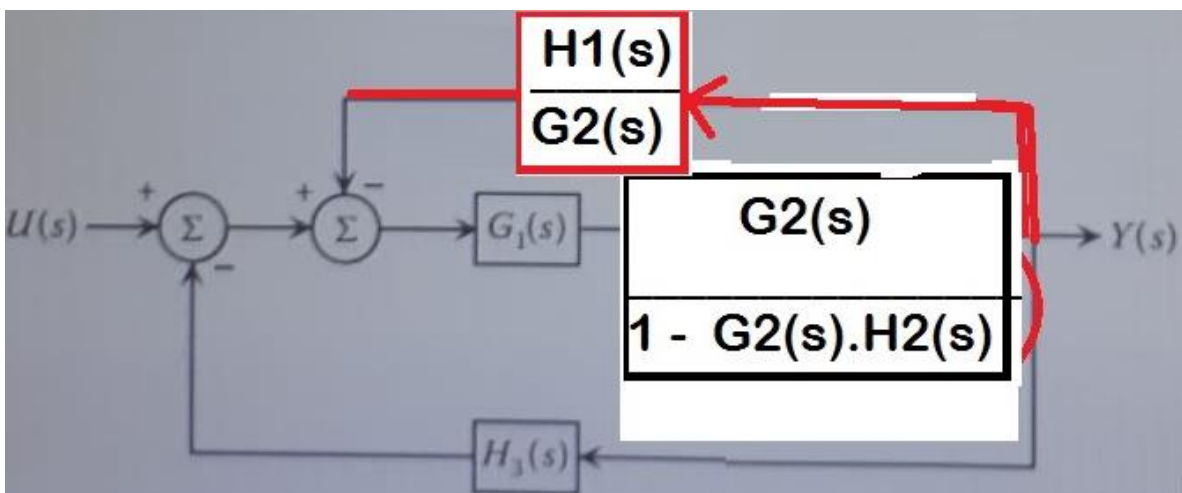 H1(s)
G2(s)
+
+ −
U(s) Σ Σ G₁(s) G2(s) Y(s)
−
1 - G2(s).H2(s)
H₃(s)